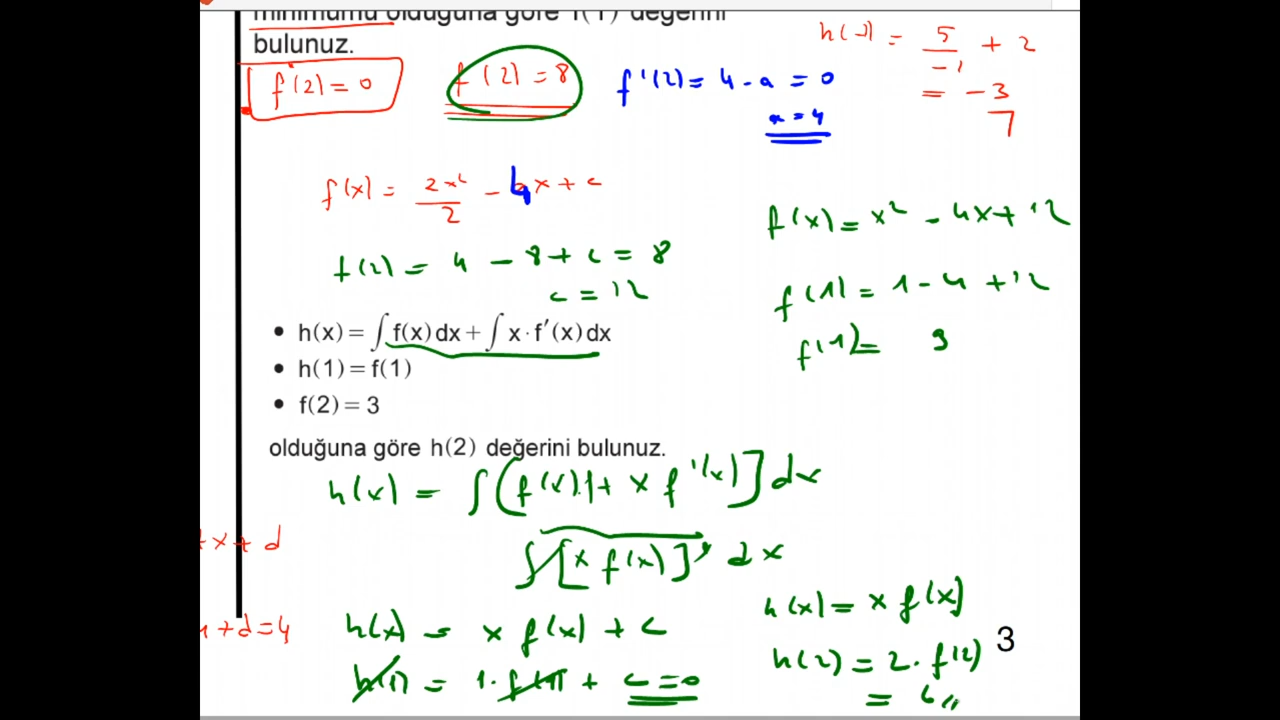 minimumu olduğuna göre f(1) değerini
bulunuz.
f'(2) = 0
f(2) = 8
f'(2) = 4 - a = 0
a = 4
h(-1) = 5/-1 + 2
= -3
7
f(x) = 2x²/2 - 4x + c
f(2) = 4 - 8 + c = 8
c = 12
f(x) = x² - 4x + 12
f(1) = 1 - 4 + 12
f(1) = 9
• h(x) = ∫ f(x) dx + ∫ x · f'(x) dx
• h(1) = f(1)
• f(2) = 3
olduğuna göre h(2) değerini bulunuz.
h(x) = ∫ [f(x).1 + x f'(x)] dx
∫ [x f(x)]' dx
+x + d
+ d = 4
h(x) = x f(x) + c
h(1) = 1. f(1) + c = 0
h(x) = x f(x)
h(2) = 2. f(2)
= 6,,
3